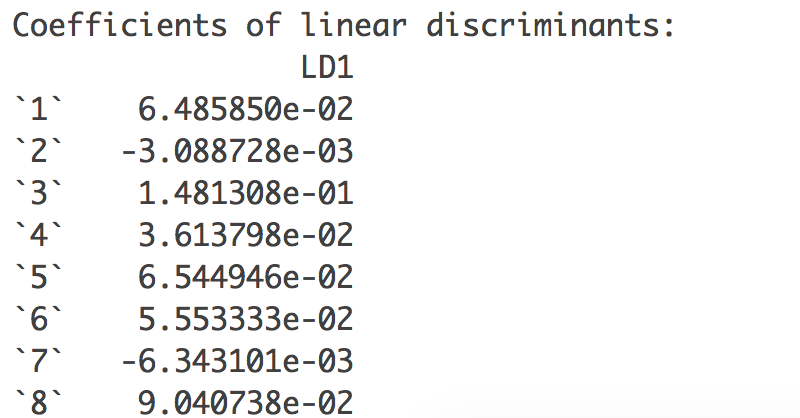 Coefficients of linear discriminants:
LD1
`1` 6.485850e-02
`2` -3.088728e-03
`3` 1.481308e-01
`4` 3.613798e-02
`5` 6.544946e-02
`6` 5.553333e-02
`7` -6.343101e-03
`8` 9.040738e-02